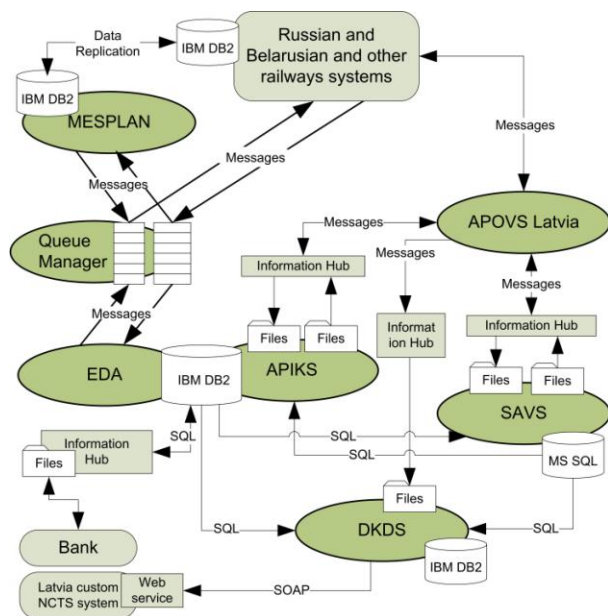 Data
Replication
IBM DB2
Russian and
Belarusian and other
railways systems
IBM DB2
MESPLAN
Messages
Messages
Messages
Queue
Manager
Messages
APOVS Latvia
Messages
Information Hub
Messages
Messages
Files
Files
Informat
ion Hub
Information Hub
Files
Files
EDA
IBM DB2
APIKS
SAVS
MS SQL
Information
Hub
Files
SQL
SQL
SQL
Files
Bank
SQL
DKDS
SQL
IBM DB2
Latvia custom
NCTS system
Web
service
SOAP